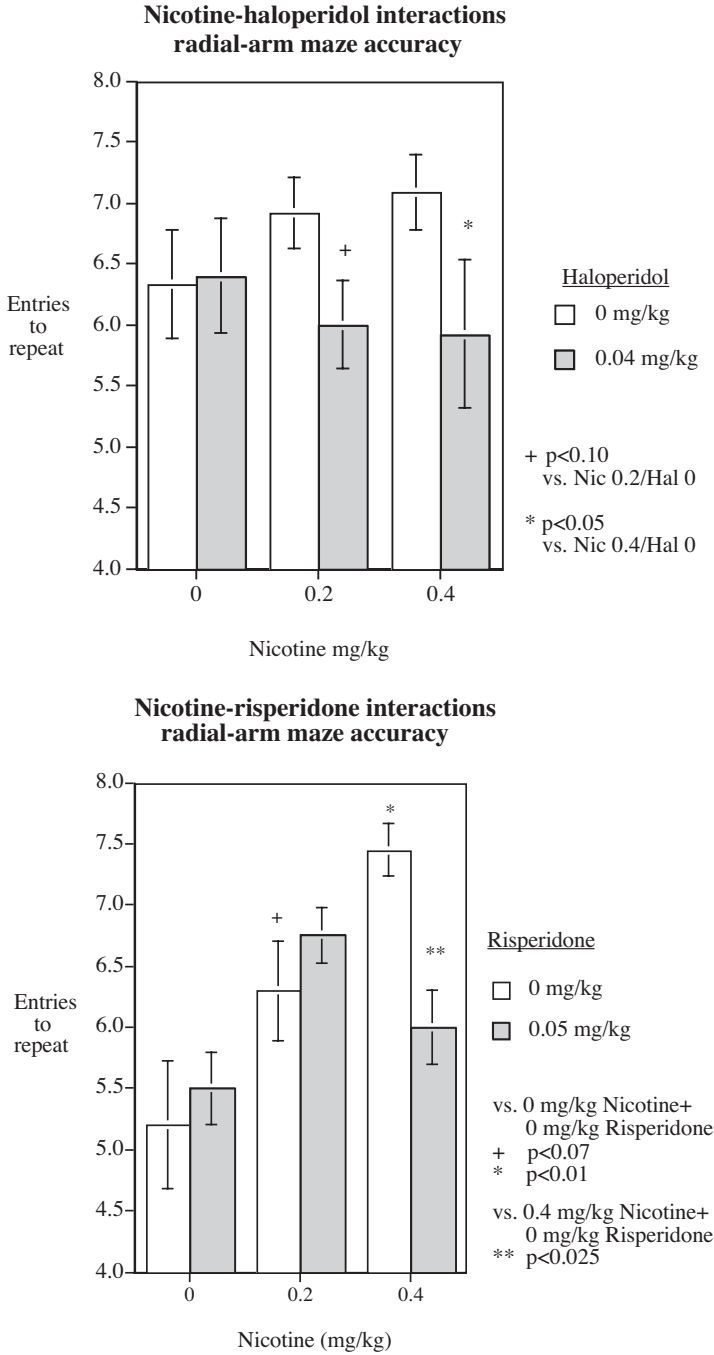 Nicotine-haloperidol interactions
radial-arm maze accuracy
8.0
7.5
7.0
6.5
6.0
5.5
5.0
4.5
4.0
Entries
to
repeat
+
*
0
0.2
0.4
Nicotine mg/kg
Haloperidol
0 mg/kg
0.04 mg/kg
+ p<0.10
vs. Nic 0.2/Hal 0
* p<0.05
vs. Nic 0.4/Hal 0
Nicotine-risperidone interactions
radial-arm maze accuracy
8.0
7.5
7.0
6.5
6.0
5.5
5.0
4.5
4.0
Entries
to
repeat
+
*
**
0
0.2
0.4
Nicotine (mg/kg)
Risperidone
0 mg/kg
0.05 mg/kg
vs. 0 mg/kg Nicotine+
0 mg/kg Risperidone
+ p<0.07
* p<0.01
vs. 0.4 mg/kg Nicotine+
0 mg/kg Risperidone
** p<0.025